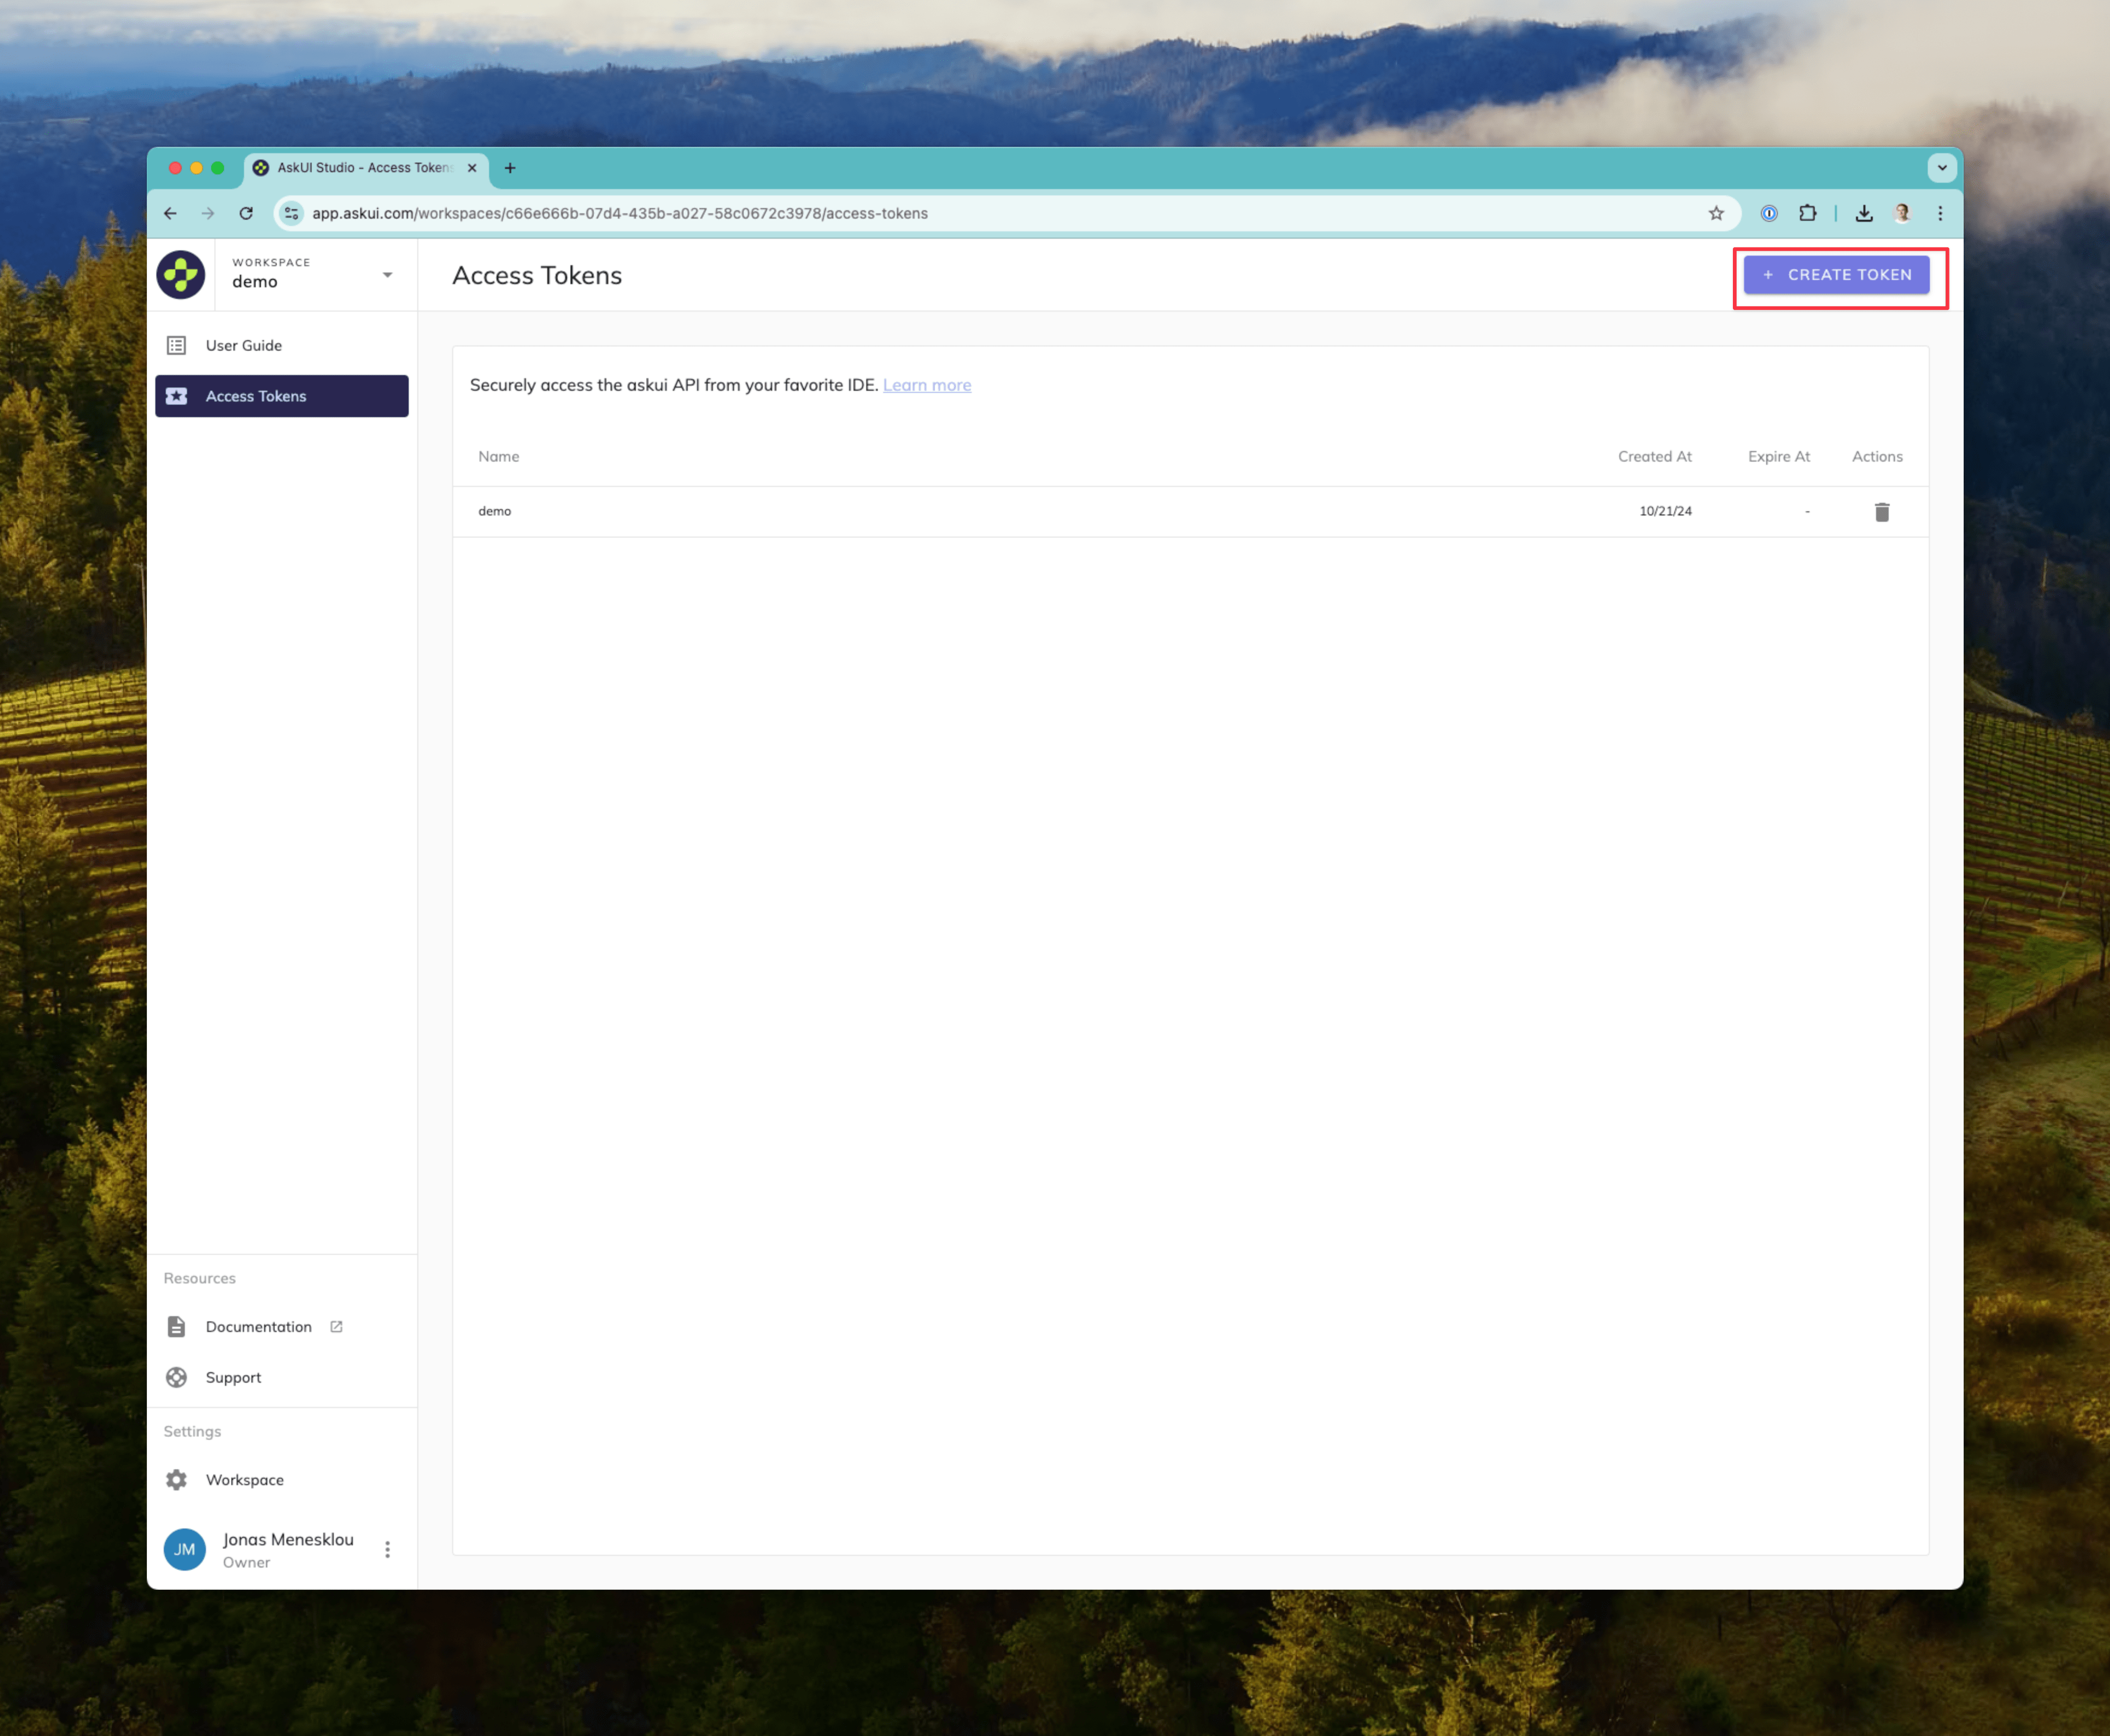 AskUI Studio - Access Token
app.askui.com/workspaces/c66e666b-07d4-435b-a027-58c0672c3978/access-tokens
WORKSPACE
demo
Access Tokens
+ CREATE TOKEN
User Guide
Access Tokens
Securely access the askui API from your favorite IDE. Learn more
Name Created At Expire At Actions
demo 10/21/24 -
Resources
Documentation
Support
Settings
Workspace
JM
Jonas Menesklou
Owner